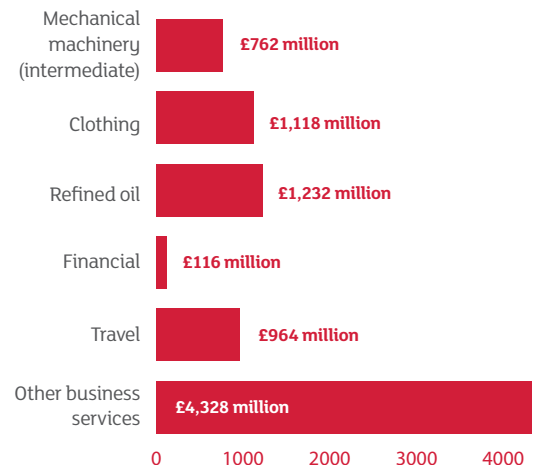 Mechanical
machinery
(intermediate)
£762 million
Clothing
£1,118 million
Refined oil
£1,232 million
Financial
£116 million
Travel
£964 million
Other business
services
£4,328 million
0 1000 2000 3000 4000